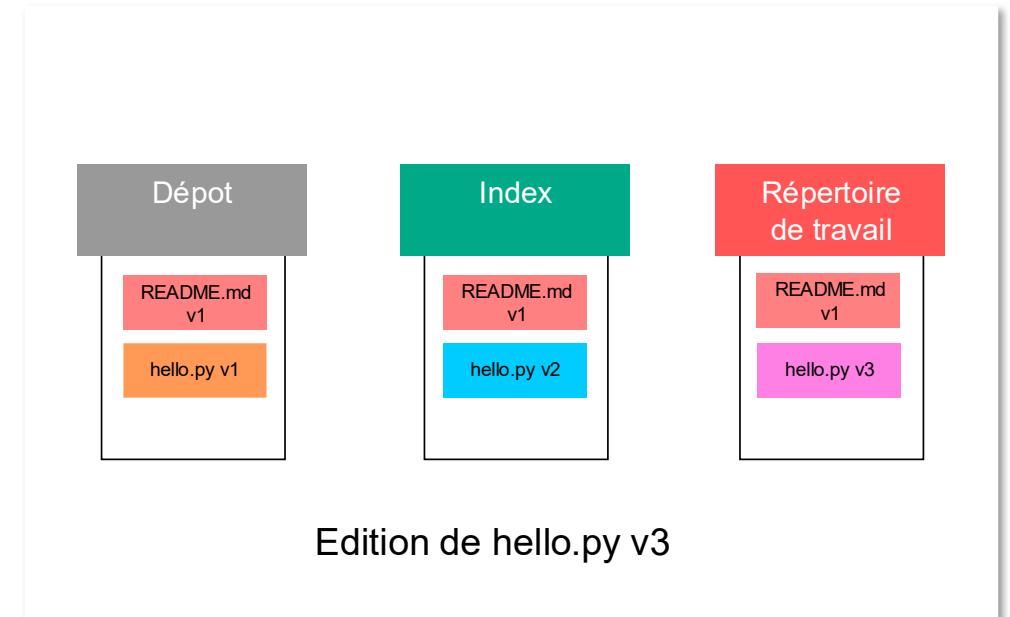 Dépot
Index
Répertoire
de travail
README.md
v1
hello.py v1
README.md
v1
hello.py v2
README.md
v1
hello.py v3
Edition de hello.py v3